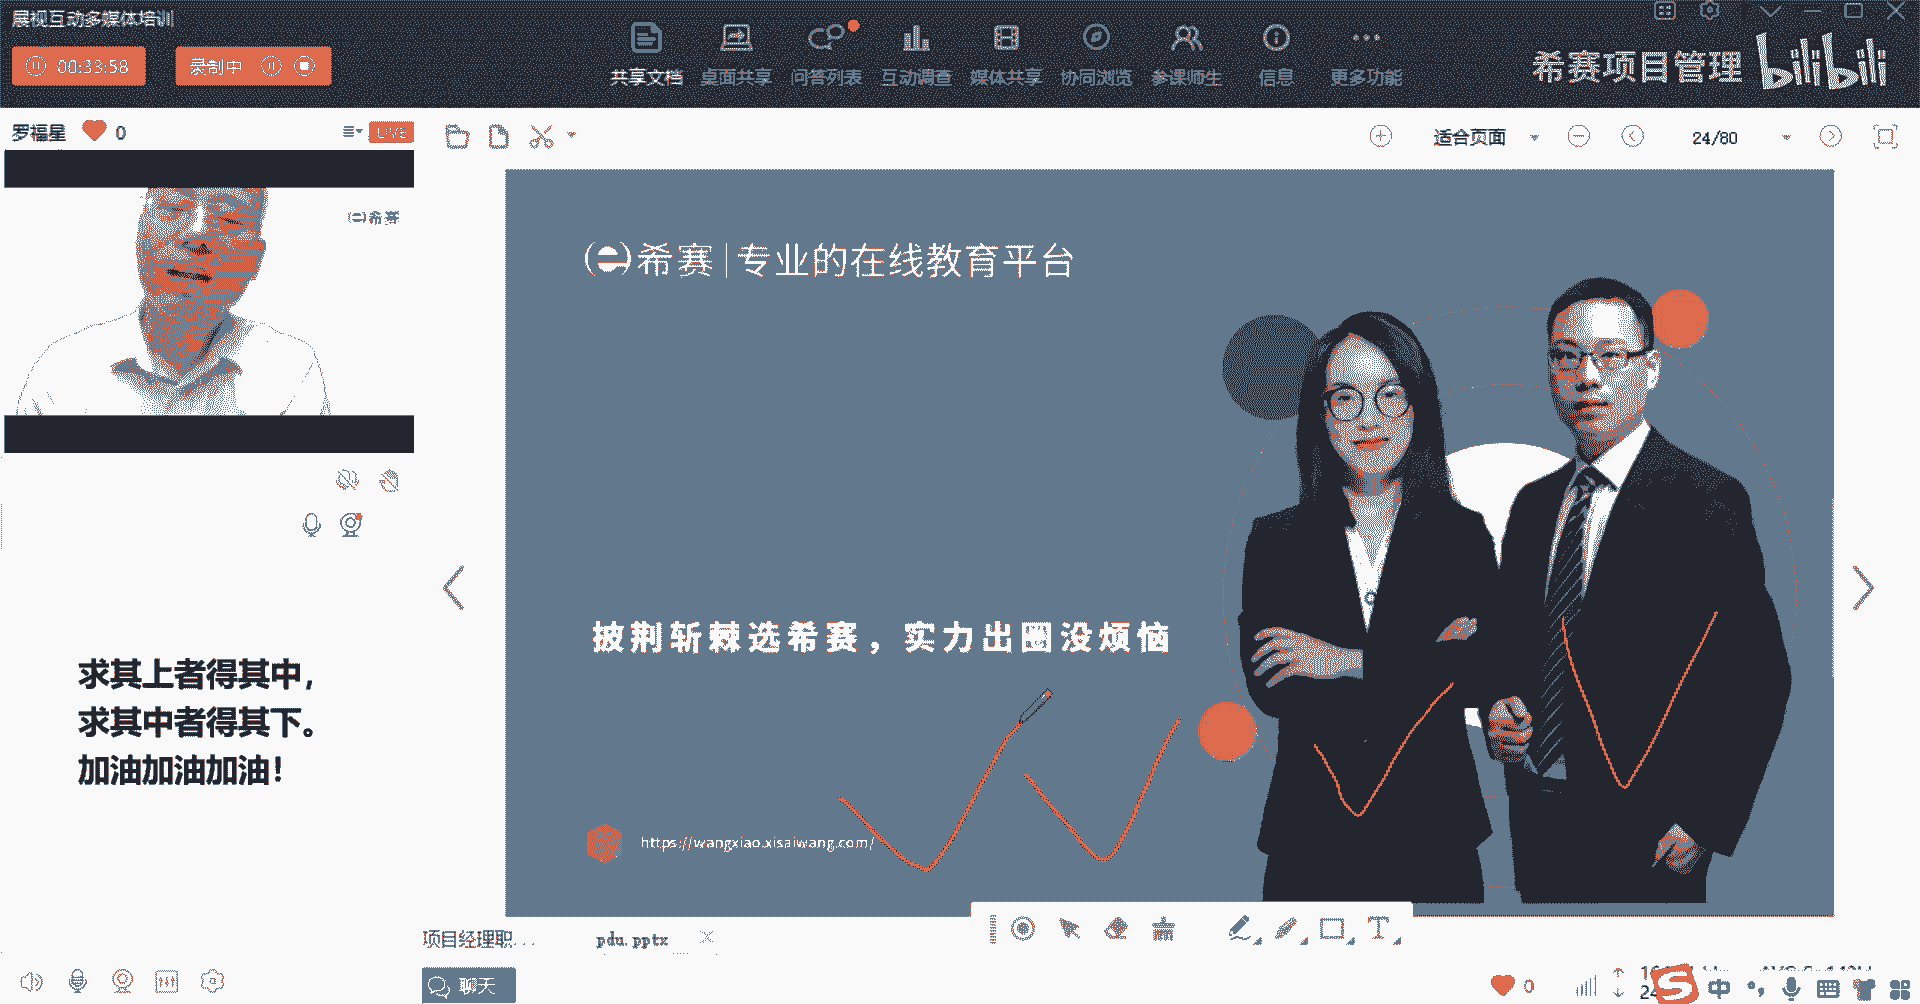 展视互动多媒体培训
00:33:58
录制中
共享文档
桌面共享
问答列表
互动调查
媒体共享
协同浏览
参课师生
信息
更多功能
希赛项目管理
bilibili
罗福星
0
LIVE
适合页面
24/80
希赛
希赛|专业的在线教育平台
披荆斩棘选希赛，实力出圈没烦恼
求其上者得其中，
求其中者得其下。
加油加油加油！
https://wangxiao.xisaiwang.com/
项目经理职...
pdu.pptx
聊天
0
中